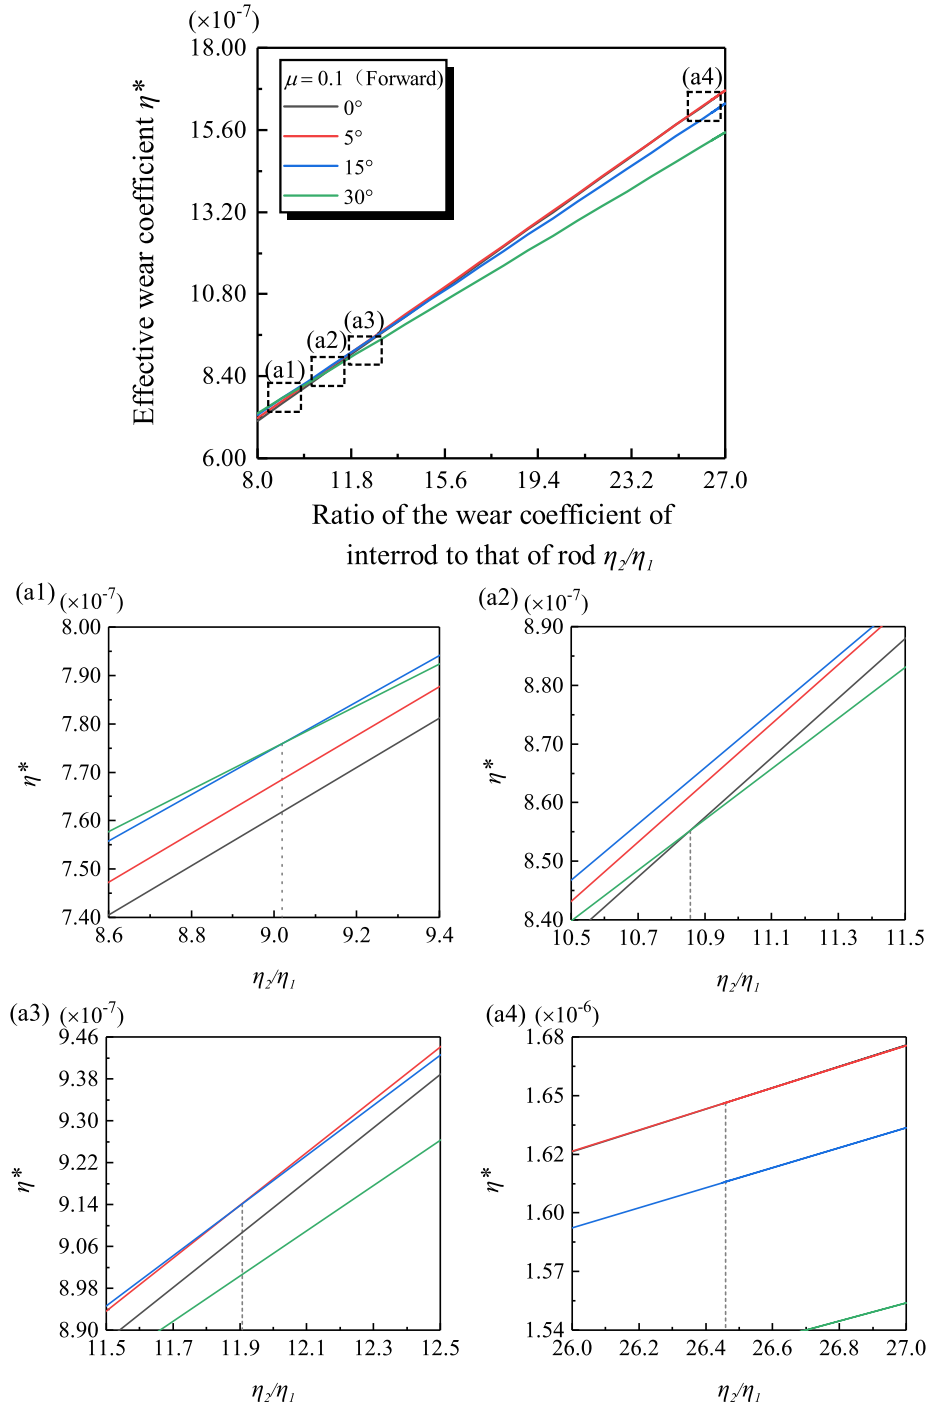 (×10⁻⁷)
Effective wear coefficient η*
18.00
15.60
13.20
10.80
8.40
6.00
μ = 0.1 （Forward)
0°
5°
15°
30°
(a4)
(a3)
(a2)
(a1)
8.0 11.8 15.6 19.4 23.2 27.0
Ratio of the wear coefficient of
interrod to that of rod η₂/η₁
(a1) (×10⁻⁷)
η*
8.00
7.90
7.80
7.70
7.60
7.50
7.40
8.6 8.8 9.0 9.2 9.4
η₂/η₁
(a2) (×10⁻⁷)
η*
8.90
8.80
8.70
8.60
8.50
8.40
10.5 10.7 10.9 11.1 11.3 11.5
η₂/η₁
(a3) (×10⁻⁷)
η*
9.46
9.38
9.30
9.22
9.14
9.06
8.98
8.90
11.5 11.7 11.9 12.1 12.3 12.5
η₂/η₁
(a4) (×10⁻⁶)
η*
1.68
1.65
1.62
1.60
1.57
1.54
26.0 26.2 26.4 26.6 26.8 27.0
η₂/η₁